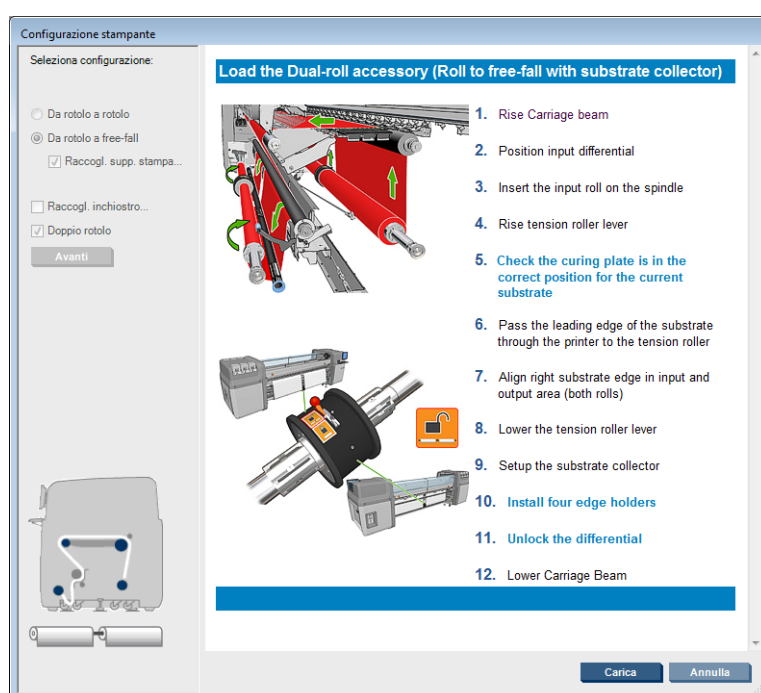 Configurazione stampante
Seleziona configurazione:
Da rotolo a rotolo
Da rotolo a free-fall
Raccogl. supp. stampa...
Raccogl. inchiostro...
Doppio rotolo
Avanti
Load the Dual-roll accessory (Roll to free-fall with substrate collector)
1. Rise Carriage beam
2. Position input differential
3. Insert the input roll on the spindle
4. Rise tension roller lever
5. Check the curing plate is in the
correct position for the current
substrate
6. Pass the leading edge of the substrate
through the printer to the tension roller
7. Align right substrate edge in input and
output area (both rolls)
8. Lower the tension roller lever
9. Setup the substrate collector
10. Install four edge holders
11. Unlock the differential
12. Lower Carriage Beam
Carica
Annulla